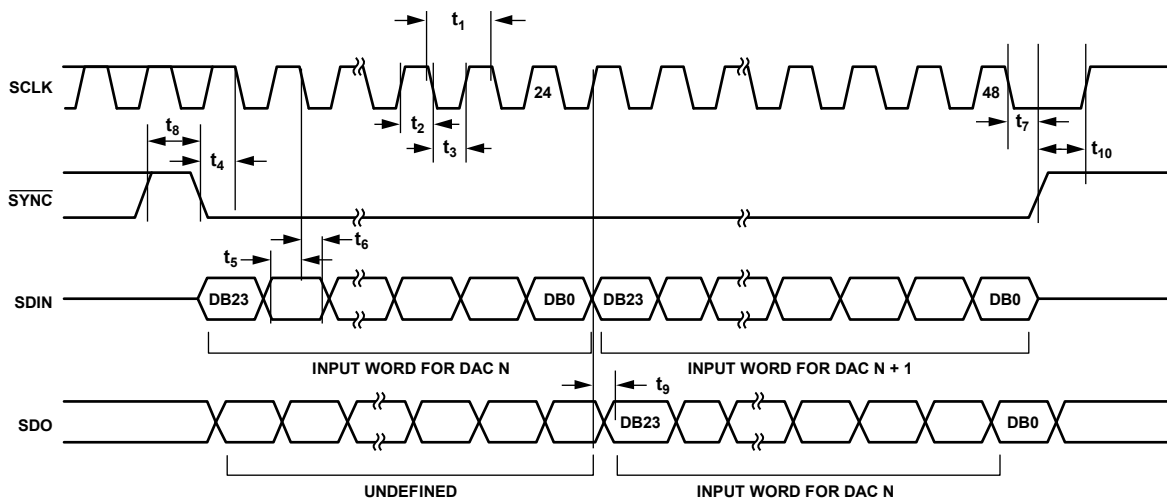 t1
SCLK
24
48
t2
t3
t7
t8
t4
t10
SYNC
t5
t6
SDIN
DB23
DB0
DB23
DB0
INPUT WORD FOR DAC N
INPUT WORD FOR DAC N + 1
t9
SDO
DB23
DB0
UNDEFINED
INPUT WORD FOR DAC N